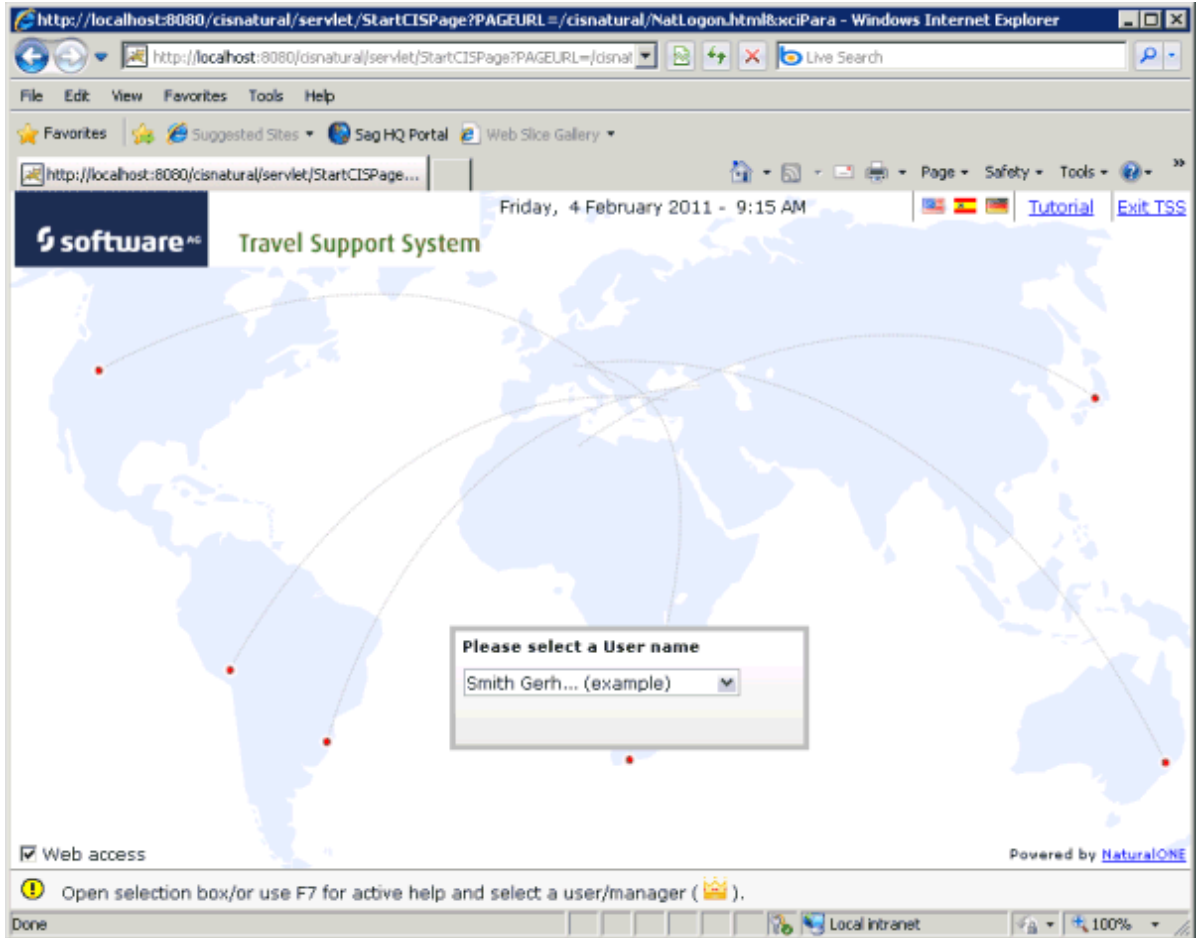 http://localhost:8080/cisnatural/servlet/StartCISPage?PAGEURL=/cisnatural/NatLogon.html&xciPara - Windows Internet Explorer
http://localhost:8080/cisnatural/servlet/StartCISPage?PAGEURL=/cisnat
Live Search
File Edit View Favorites Tools Help
Favorites Suggested Sites Sag HQ Portal Web Slice Gallery
http://localhost:8080/cisnatural/servlet/StartCISPage... Page Safety Tools
Friday, 4 February 2011 - 9:15 AM Tutorial Exit TSS
software AG Travel Support System
Please select a User name
Smith Gerh... (example)
Web access Powered by NaturalONE
Open selection box/or use F7 for active help and select a user/manager ( ).
Done Local intranet 100%